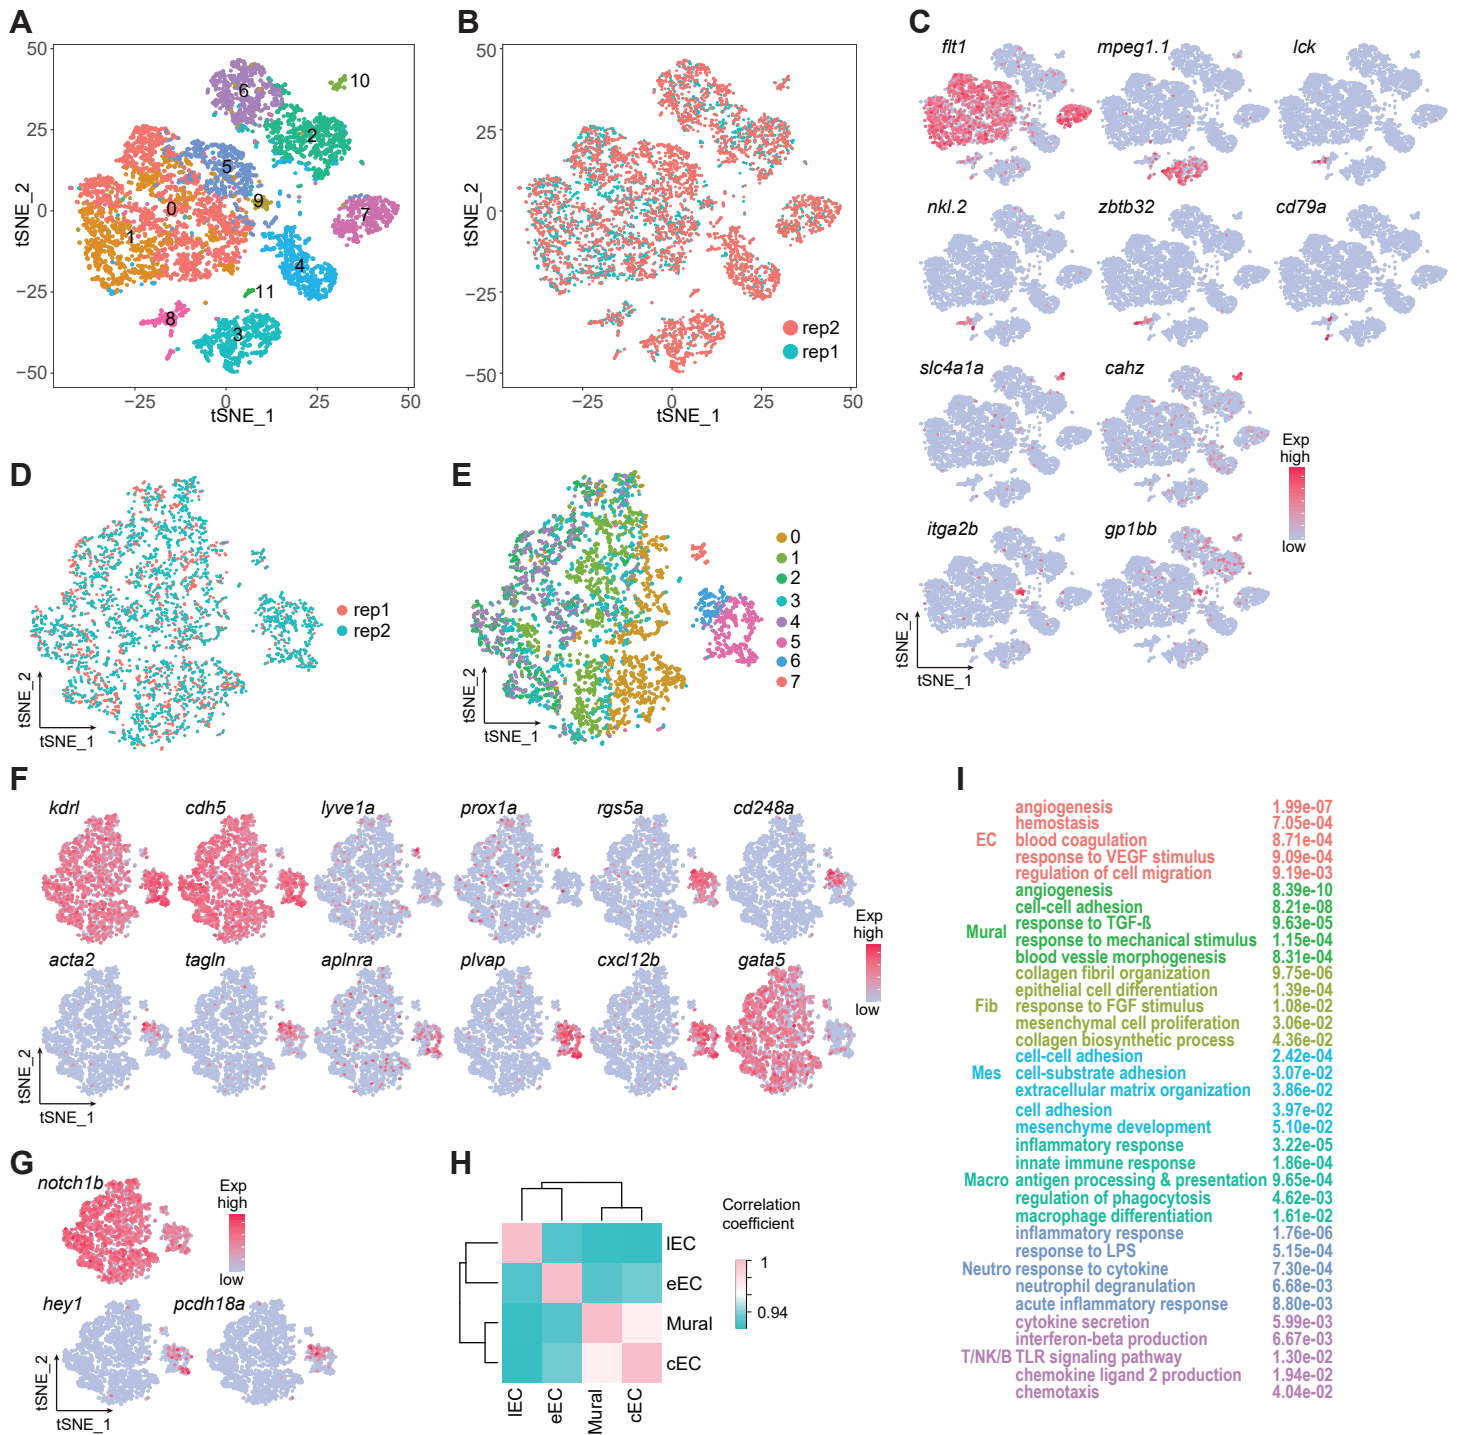 A
50
25
0
−25
−50
tSNE_2
−25
0
25
50
tSNE_1
6
10
2
5
9
0
7
1
4
11
8
3
B
50
25
0
−25
−50
tSNE_2
−25
0
25
50
tSNE_1
rep2
rep1
C
flt1
mpeg1.1
lck
nkl.2
zbtb32
cd79a
slc4a1a
cahz
itga2b
gp1bb
Exp
high
low
tSNE_2
tSNE_1
D
rep1
rep2
tSNE_2
tSNE_1
E
0
1
2
3
4
5
6
7
tSNE_2
tSNE_1
F
kdrl
cdh5
lyve1a
prox1a
rgs5a
cd248a
acta2
tagln
aplnra
plvap
cxcl12b
gata5
Exp
high
low
tSNE_2
tSNE_1
G
notch1b
Exp
high
low
hey1
pcdh18a
tSNE_2
tSNE_1
H
Correlation
coefficient
1
0.94
IEC
eEC
Mural
cEC
IEC
eEC
Mural
cEC
I
angiogenesis 1.99e-07
hemostasis 7.05e-04
EC blood coagulation 8.71e-04
response to VEGF stimulus 9.09e-04
regulation of cell migration 9.19e-03
angiogenesis 8.39e-10
cell-cell adhesion 8.21e-08
response to TGF-ß 9.63e-05
Mural response to mechanical stimulus 1.15e-04
blood vessle morphogenesis 8.31e-04
collagen fibril organization 9.75e-06
epithelial cell differentiation 1.39e-04
Fib response to FGF stimulus 1.08e-02
mesenchymal cell proliferation 3.06e-02
collagen biosynthetic process 4.36e-02
cell-cell adhesion 2.42e-04
Mes cell-substrate adhesion 3.07e-02
extracellular matrix organization 3.86e-02
cell adhesion 3.97e-02
mesenchyme development 5.10e-02
inflammatory response 3.22e-05
innate immune response 1.86e-04
Macro antigen processing & presentation 9.65e-04
regulation of phagocytosis 4.62e-03
macrophage differentiation 1.61e-02
inflammatory response 1.76e-06
response to LPS 5.15e-04
Neutro response to cytokine 7.30e-04
neutrophil degranulation 6.68e-03
acute inflammatory response 8.80e-03
cytokine secretion 5.99e-03
interferon-beta production 6.67e-03
T/NK/B TLR signaling pathway 1.30e-02
chemokine ligand 2 production 1.94e-02
chemotaxis 4.04e-02